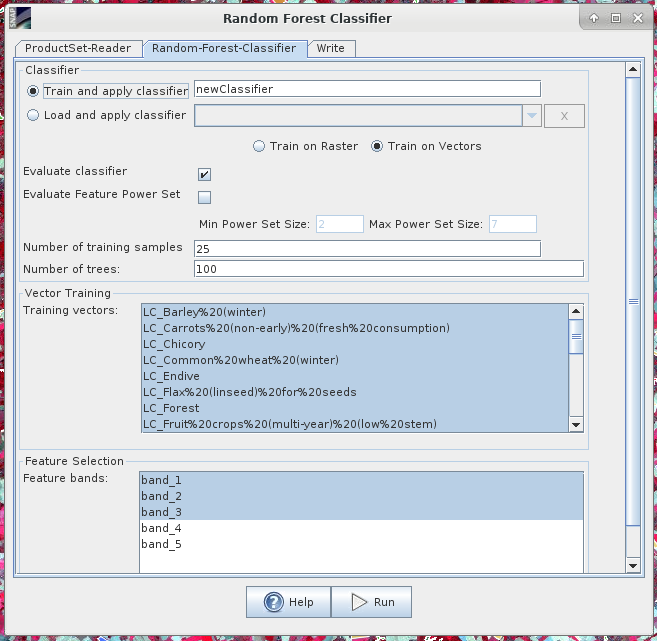 Random Forest Classifier
ProductSet-Reader Random-Forest-Classifier Write
Classifier
Train and apply classifier newClassifier
Load and apply classifier X
Train on Raster Train on Vectors
Evaluate classifier
Evaluate Feature Power Set
Min Power Set Size: 2 Max Power Set Size: 7
Number of training samples 25
Number of trees: 100
Vector Training
Training vectors: LC_Barley%20(winter)
LC_Carrots%20(non-early)%20(fresh%20consumption)
LC_Chicory
LC_Common%20wheat%20(winter)
LC_Endive
LC_Flax%20(linseed)%20for%20seeds
LC_Forest
LC_Fruit%20crops%20(multi-year)%20(low%20stem)
Feature Selection
Feature bands: band_1
band_2
band_3
band_4
band_5
Help Run